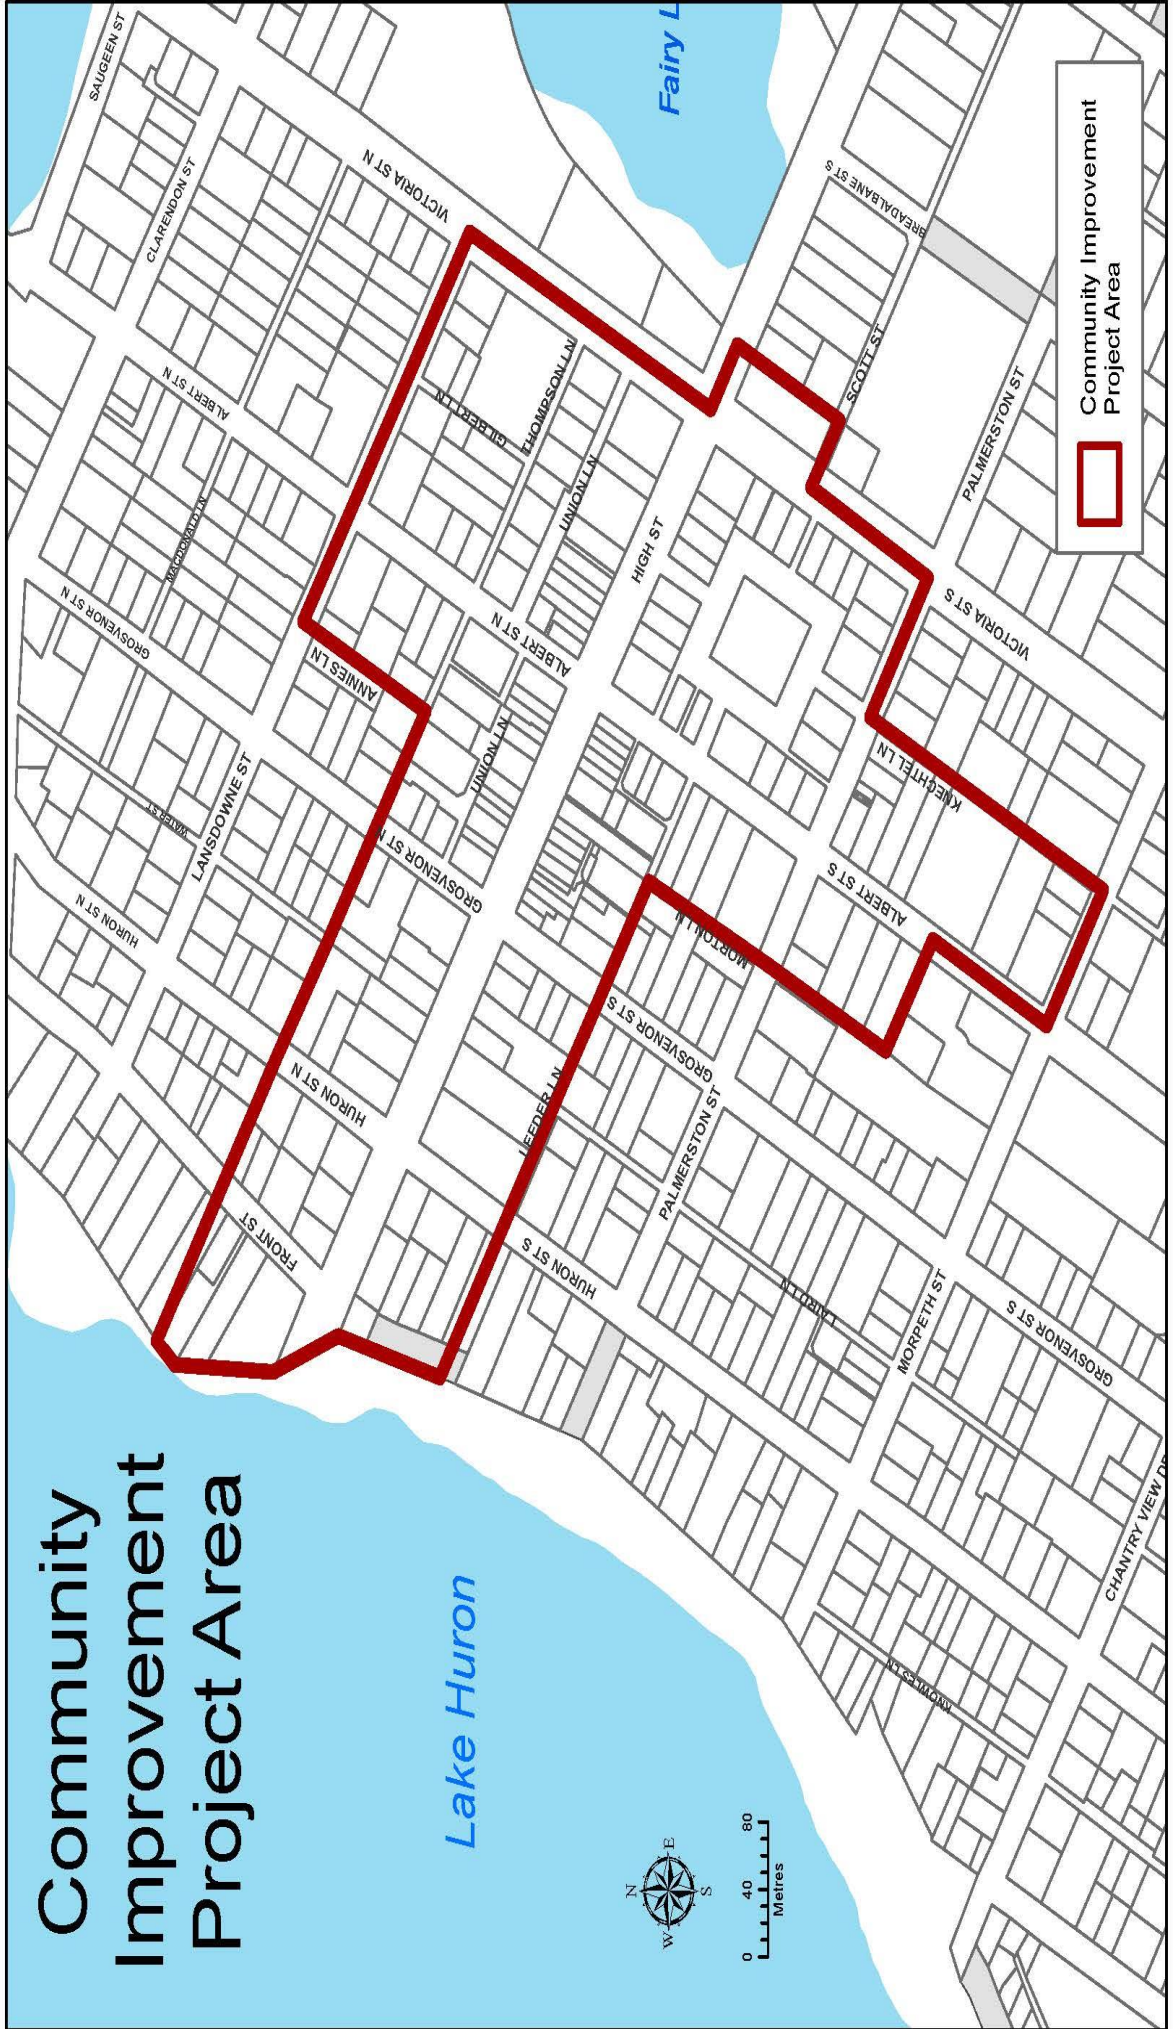 Community
Improvement
Project Area
Lake Huron
Fairy L
N
W
E
S
0 40 80
Metres
Community Improvement
Project Area
SAUGEEN ST
CLARENDON ST
VICTORIA ST N
ALBERT ST N
MACDONALD LN
GROSVENOR ST N
WATER ST
HURON ST N
LANSDOWNE ST
ANNIES LN
GILBERT LN
THOMPSON LN
UNION LN
ALBERT ST N
UNION LN
HIGH ST
GROSVENOR ST N
HURON ST N
FRONT ST
BREADALBANE ST S
SCOTT ST
PALMERSTON ST
VICTORIA ST S
KNECHTEL LN
ALBERT ST S
MORTON LN
GROSVENOR ST S
LEEDER LN
PALMERSTON ST
HURON ST S
LAIRD LN
MORPETH ST
GROSVENOR ST S
KNOWLES LN
CHANTRY VIEW DR